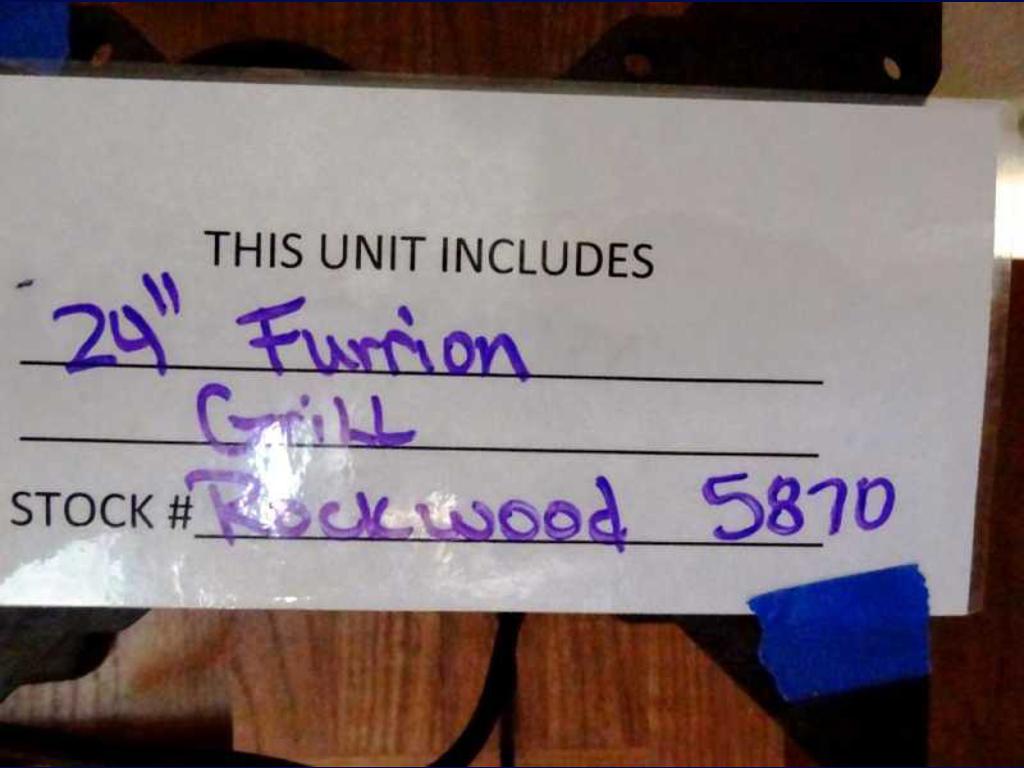 THIS UNIT INCLUDES
24" Furrion
Grill
STOCK # Rockwood 5870